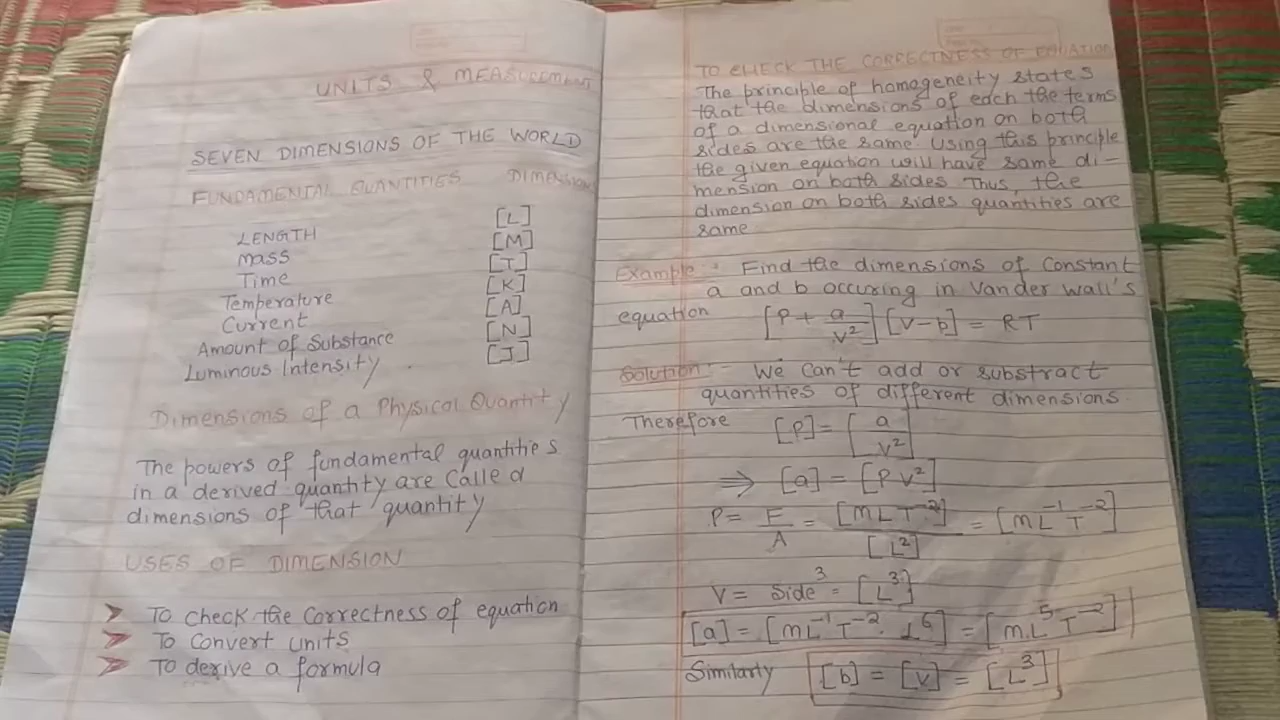 UNITS & MEASUREMENT
SEVEN DIMENSIONS OF THE WORLD
FUNDAMENTAL QUANTITIES DIMENSION
LENGTH [L]
Mass [M]
Time [T]
Temperature [K]
Current [A]
Amount of Substance [N]
Luminous Intensity [J]
Dimensions of a Physical Quantity
The powers of fundamental quantities
in a derived quantity are called
dimensions of that quantity
USES OF DIMENSION
➤ To check the correctness of equation
➤ To convert units
➤ To derive a formula
TO CHECK THE CORRECTNESS OF EQUATION
The principle of homogeneity states
that the dimensions of each the terms
of a dimensional equation on both
sides are the same. Using this principle
the given equation will have same di-
mension on both sides Thus, the
dimension on both sides quantities are
same
Example :- Find the dimensions of Constant
a and b occuring in Vander Wall's
equation [P + a/V²] [V-b] = RT
Solution :- We can't add or substract
quantities of different dimensions.
Therefore [P] = [a/V²]
⇒ [a] = [PV²]
P = F/A = [MLT⁻²]/[L²] = [ML⁻¹T⁻²]
V = side³ = [L³]
[a] = [ML⁻¹T⁻² · L⁶] = [ML⁵T⁻²]
Similarly [b] = [V] = [L³]